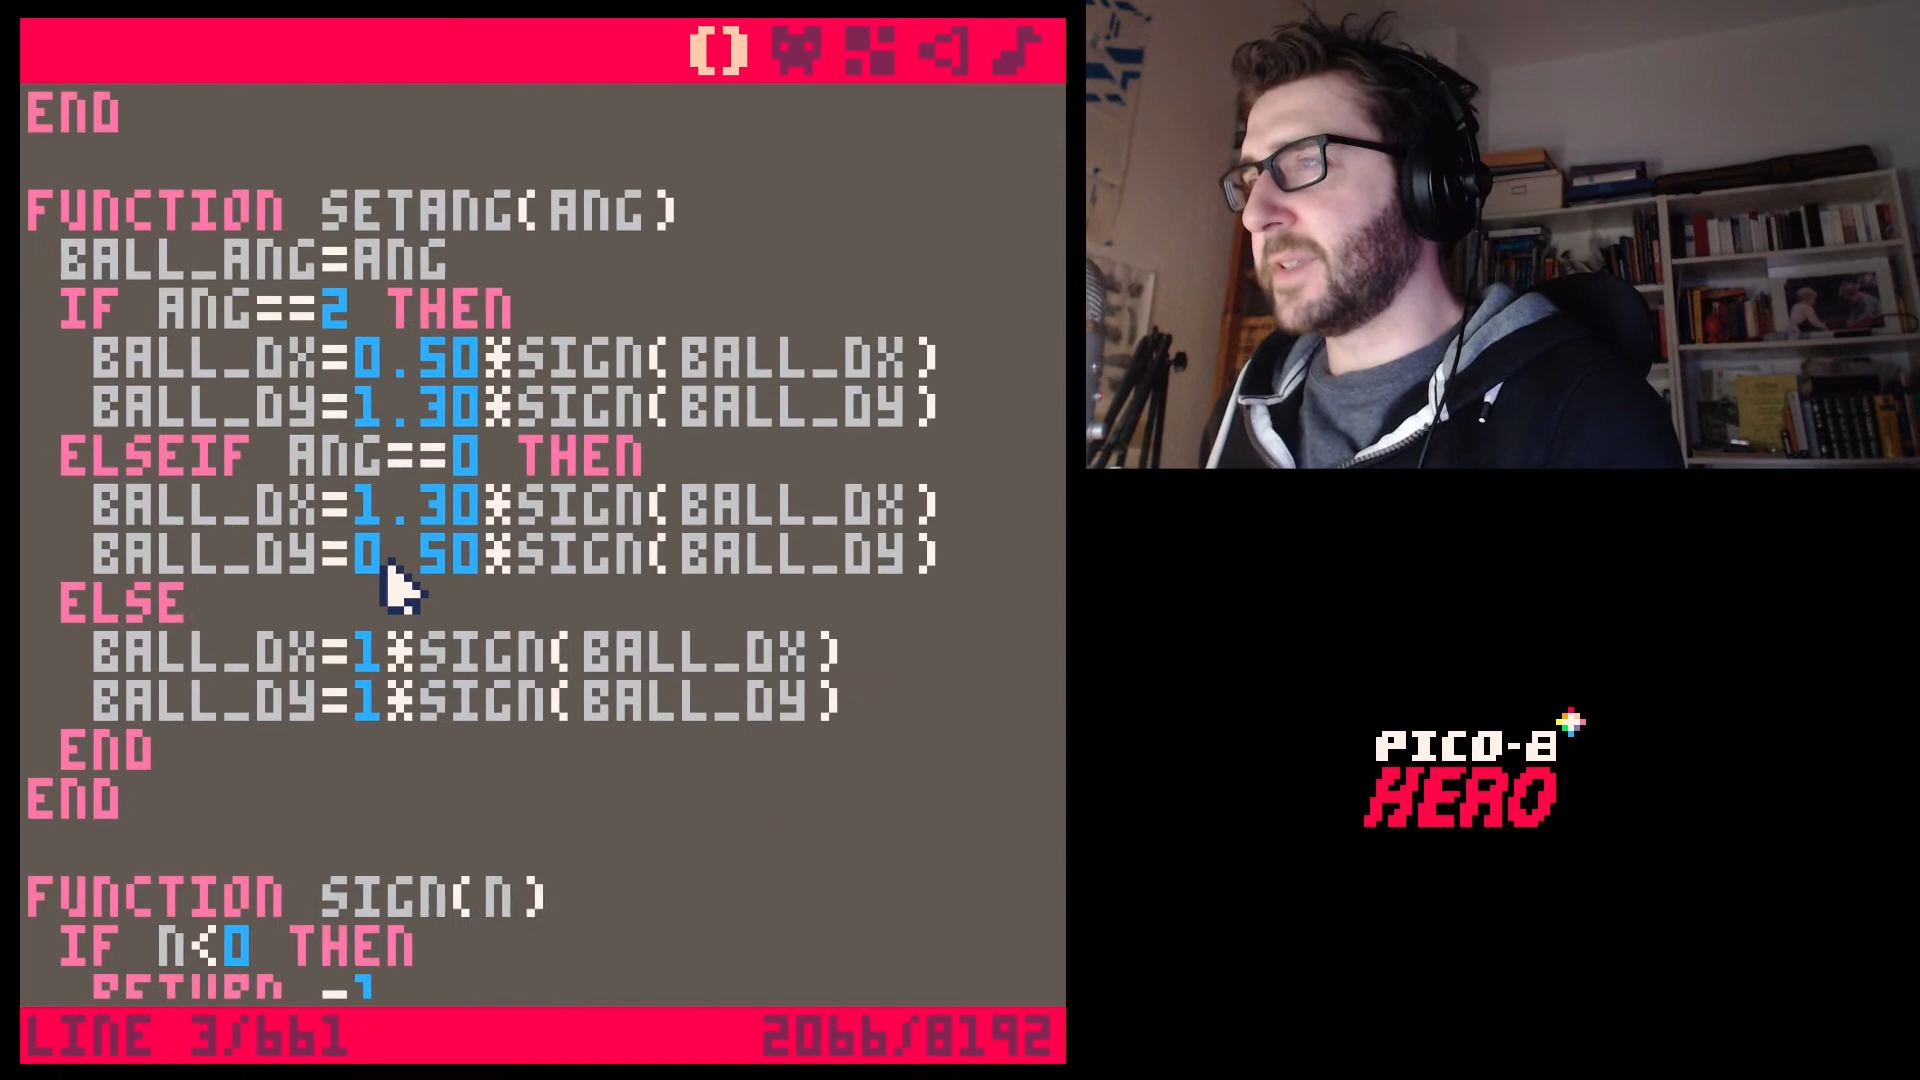 END
FUNCTION SETANG(ANG)
BALL_ANG=ANG
IF ANG==2 THEN
BALL_DX=0.50*SIGN(BALL_DX)
BALL_DY=1.30*SIGN(BALL_DY)
ELSEIF ANG==0 THEN
BALL_DX=1.30*SIGN(BALL_DX)
BALL_DY=0.50*SIGN(BALL_DY)
ELSE
BALL_DX=1*SIGN(BALL_DX)
BALL_DY=1*SIGN(BALL_DY)
END
END
FUNCTION SIGN(N)
IF N<0 THEN
RETURN -1
LINE 3/661
2066/8192
PICO-8
HERO